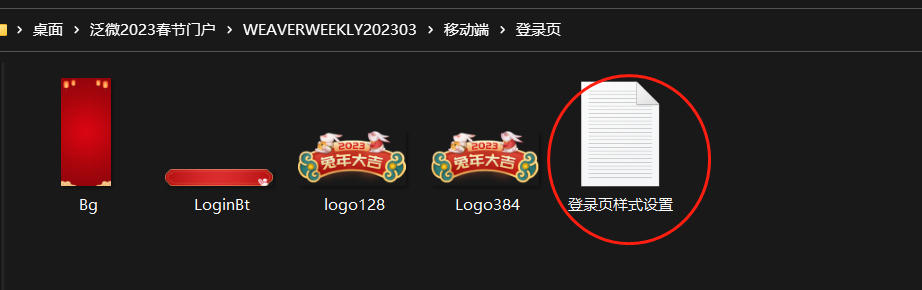 桌面 › 泛微2023春节门户 › WEAVERWEEKLY202303 › 移动端 › 登录页
2023
兔年大吉
2023
兔年大吉
Bg
LoginBt
logo128
Logo384
登录页样式设置